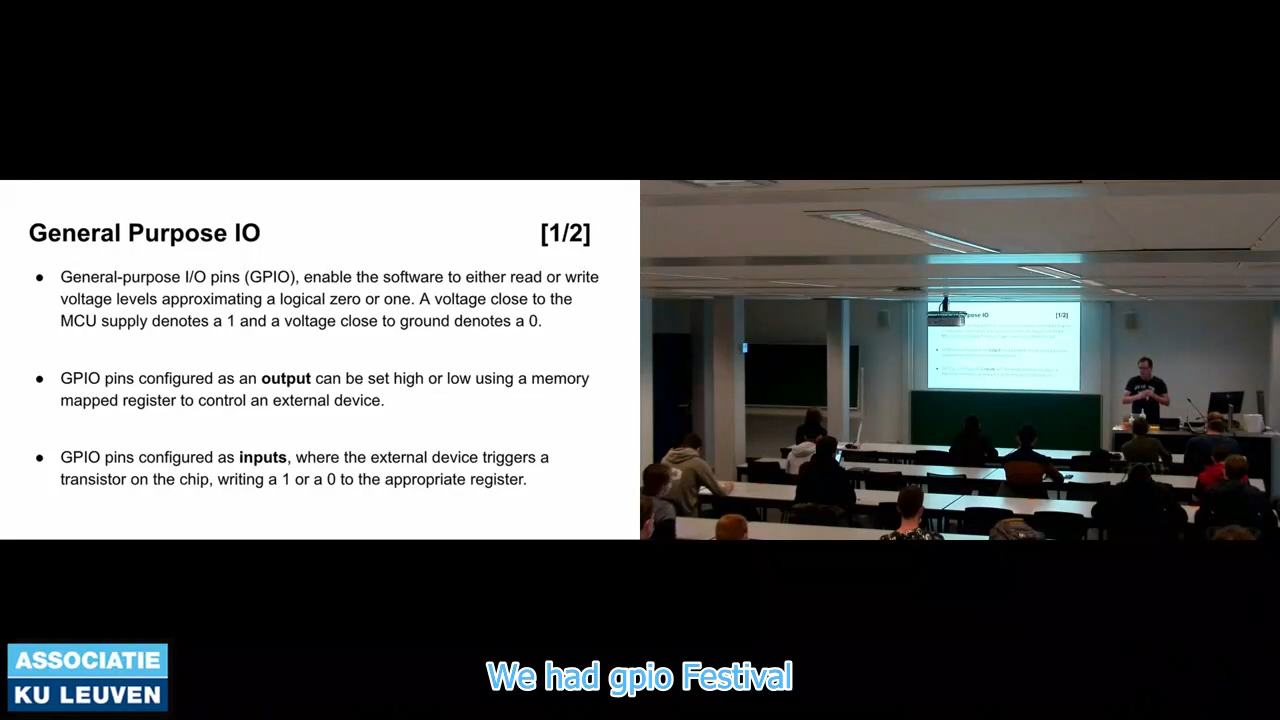 General Purpose IO [1/2]
● General-purpose I/O pins (GPIO), enable the software to either read or write
voltage levels approximating a logical zero or one. A voltage close to the
MCU supply denotes a 1 and a voltage close to ground denotes a 0.
● GPIO pins configured as an output can be set high or low using a memory
mapped register to control an external device.
● GPIO pins configured as inputs, where the external device triggers a
transistor on the chip, writing a 1 or a 0 to the appropriate register.
pose IO [1/2]
ASSOCIATIE
KU LEUVEN
We had gpio Festival